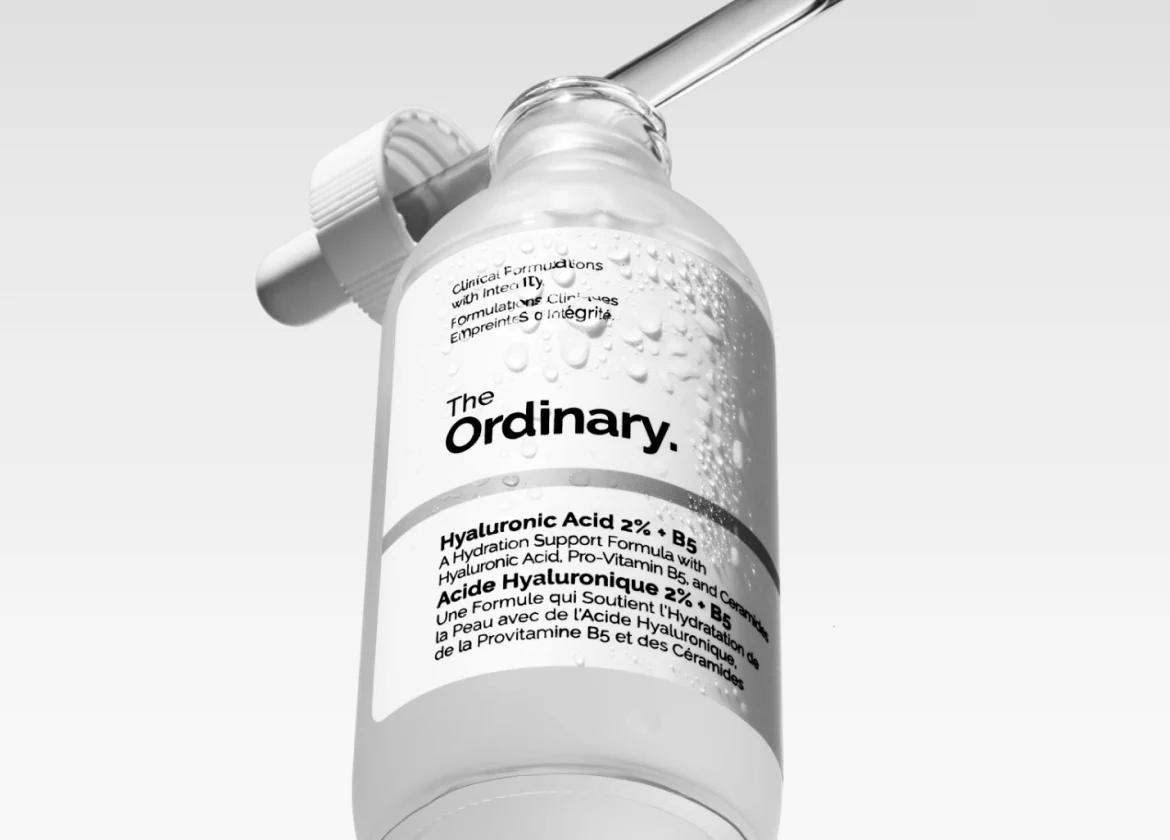 Clinical Formulations
with Integrity.
Formulations Cliniques
Empreintes d'Intégrité.
The
Ordinary.
Hyaluronic Acid 2% + B5
A Hydration Support Formula with
Hyaluronic Acid, Pro-Vitamin B5, and Ceramides
Acide Hyaluronique 2% + B5
Une Formule qui Soutient l'Hydratation de
la Peau avec de l'Acide Hyaluronique,
de la Provitamine B5 et des Céramides